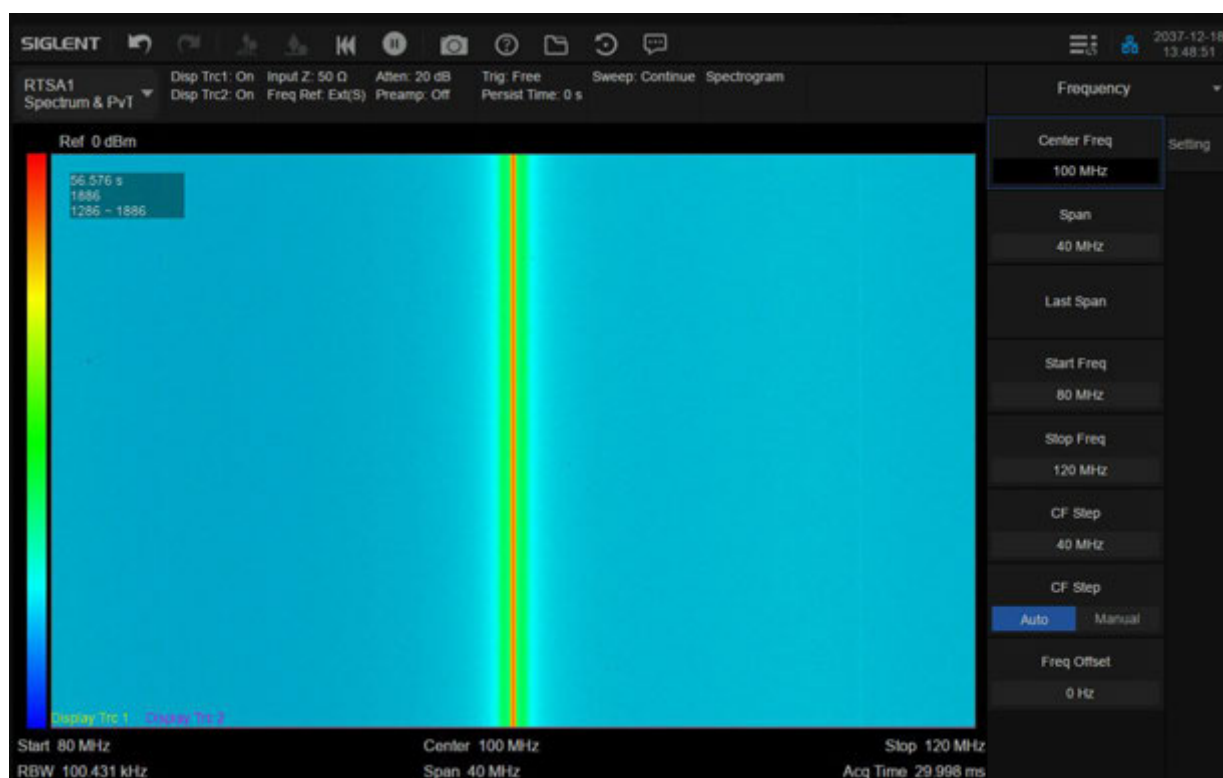 SIGLENT
2037-12-18
13:48:51
RTSA1
Spectrum & PvT
Disp Trc1: On Input Z: 50 Ω Atten: 20 dB Trig: Free Sweep: Continue Spectrogram
Disp Trc2: On Freq Ref: Ext(S) Preamp: Off Persist Time: 0 s
Frequency
Setting
Ref 0 dBm
56.576 s
1886
1286 ~ 1886
Center Freq
100 MHz
Span
40 MHz
Last Span
Start Freq
80 MHz
Stop Freq
120 MHz
CF Step
40 MHz
CF Step
Auto Manual
Freq Offset
0 Hz
Display Trc 1 Display Trc 2
Start 80 MHz Center 100 MHz Stop 120 MHz
RBW 100.431 kHz Span 40 MHz Acq Time 29.998 ms